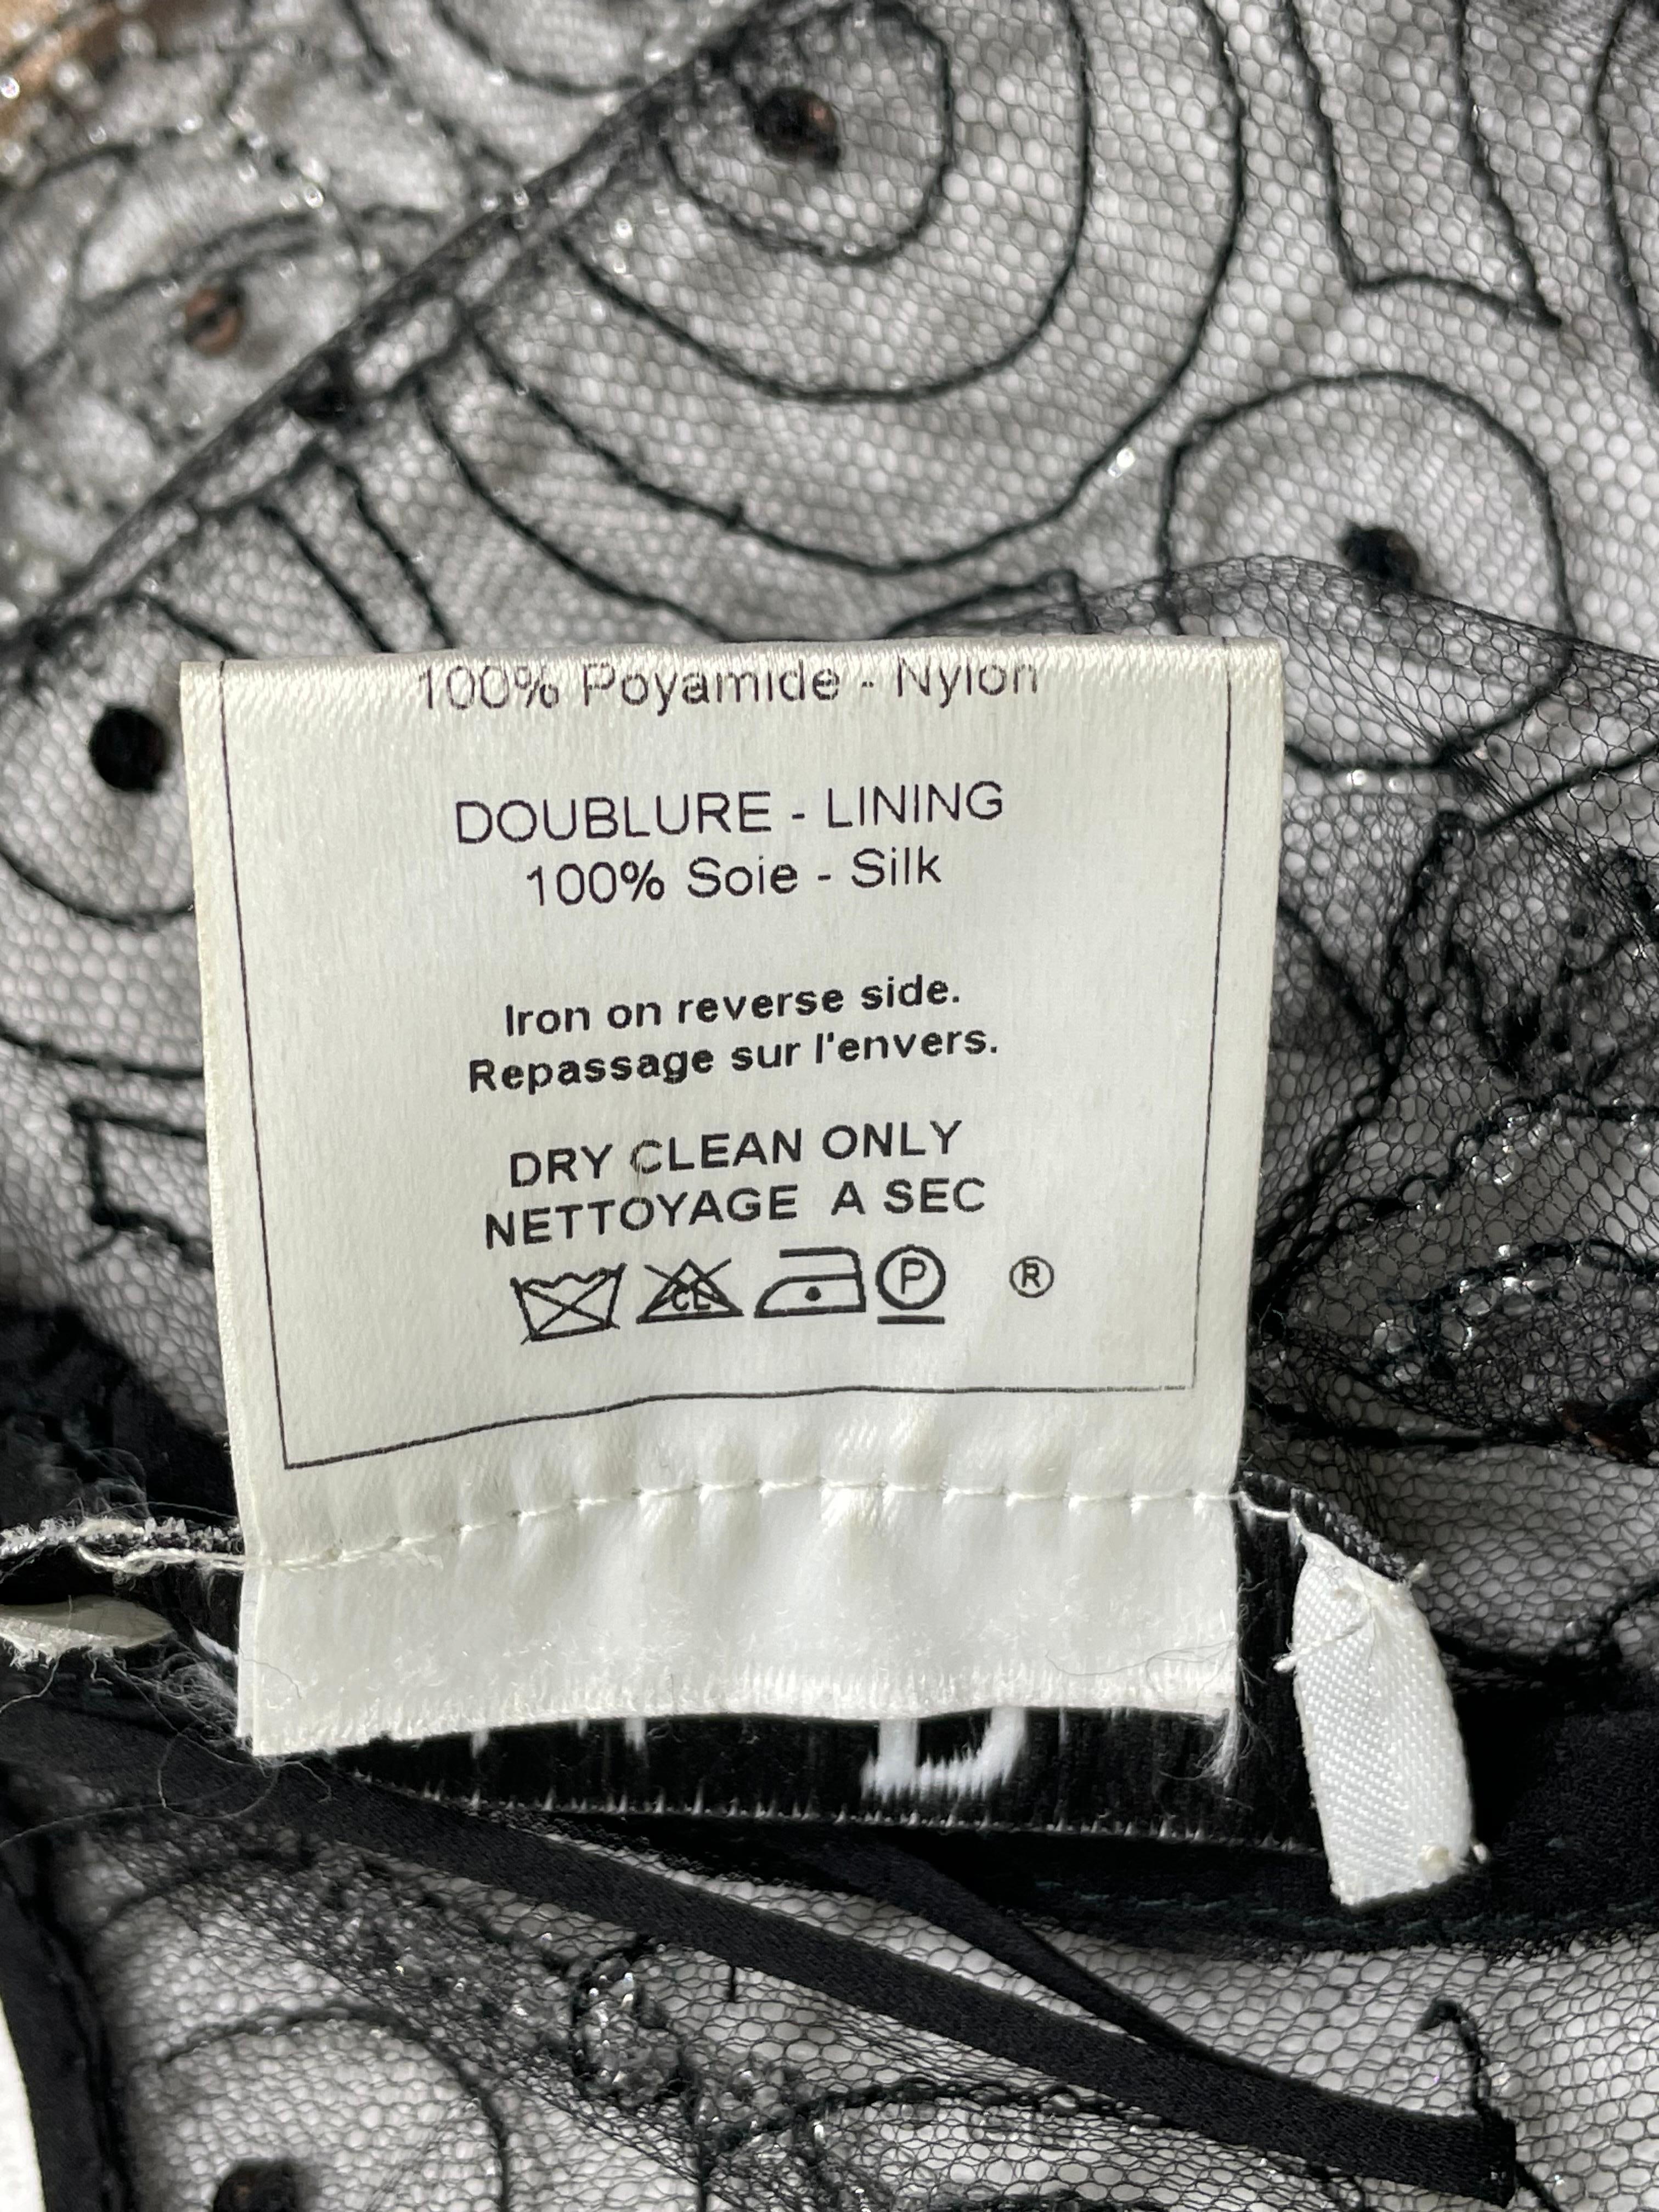 100% Poyamide - Nylon
DOUBLURE - LINING
100% Soie - Silk
Iron on reverse side.
Repassage sur l'envers.
DRY CLEAN ONLY
NETTOYAGE A SEC
CL P ®